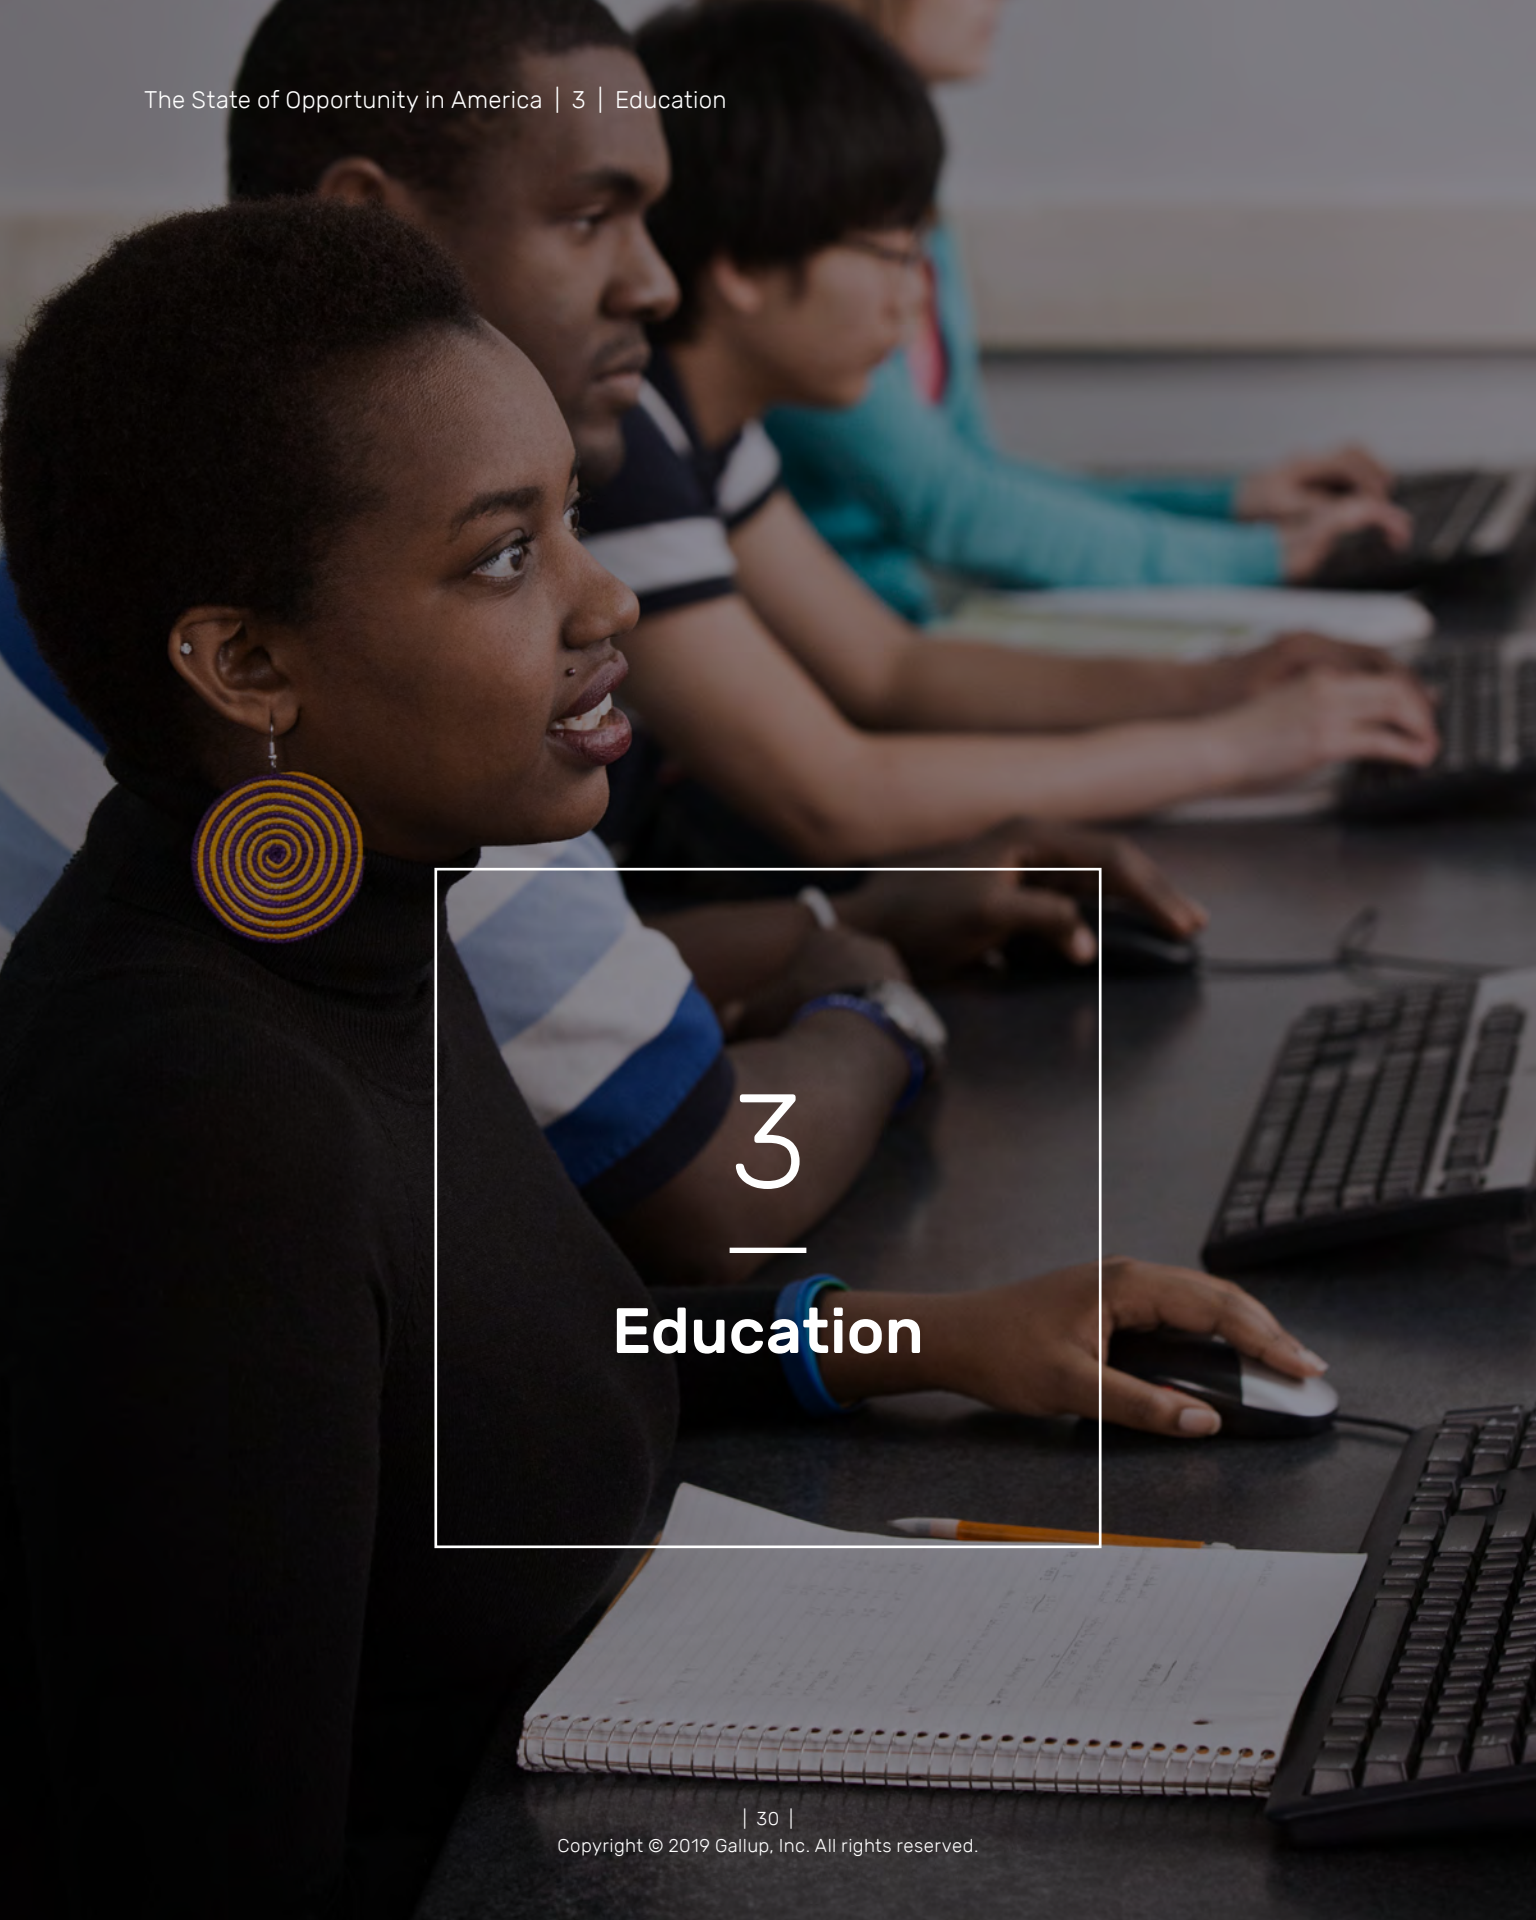 The State of Opportunity in America | 3 | Education
3
Education
| 30 |
Copyright © 2019 Gallup, Inc. All rights reserved.